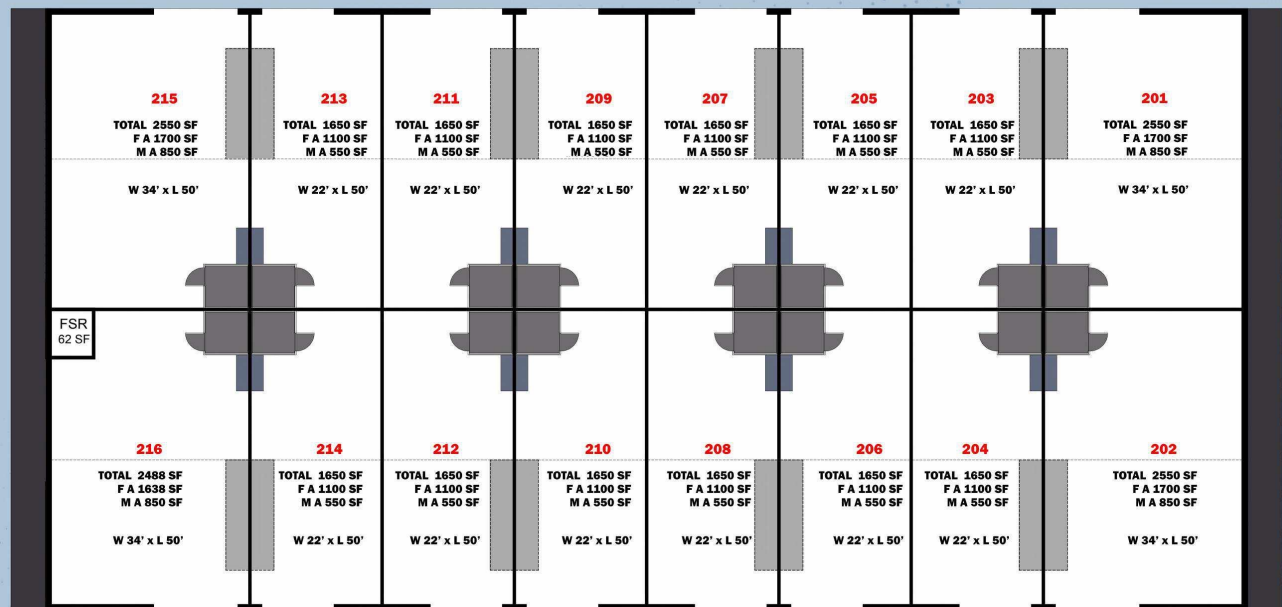 215
TOTAL 2550 SF
F A 1700 SF
M A 850 SF
W 34' x L 50'
213
TOTAL 1650 SF
F A 1100 SF
M A 550 SF
W 22' x L 50'
211
TOTAL 1650 SF
F A 1100 SF
M A 550 SF
W 22' x L 50'
209
TOTAL 1650 SF
F A 1100 SF
M A 550 SF
W 22' x L 50'
207
TOTAL 1650 SF
F A 1100 SF
M A 550 SF
W 22' x L 50'
205
TOTAL 1650 SF
F A 1100 SF
M A 550 SF
W 22' x L 50'
203
TOTAL 1650 SF
F A 1100 SF
M A 550 SF
W 22' x L 50'
201
TOTAL 2550 SF
F A 1700 SF
M A 850 SF
W 34' x L 50'
FSR
62 SF
216
TOTAL 2488 SF
F A 1638 SF
M A 850 SF
W 34' x L 50'
214
TOTAL 1650 SF
F A 1100 SF
M A 550 SF
W 22' x L 50'
212
TOTAL 1650 SF
F A 1100 SF
M A 550 SF
W 22' x L 50'
210
TOTAL 1650 SF
F A 1100 SF
M A 550 SF
W 22' x L 50'
208
TOTAL 1650 SF
F A 1100 SF
M A 550 SF
W 22' x L 50'
206
TOTAL 1650 SF
F A 1100 SF
M A 550 SF
W 22' x L 50'
204
TOTAL 1650 SF
F A 1100 SF
M A 550 SF
W 22' x L 50'
202
TOTAL 2550 SF
F A 1700 SF
M A 850 SF
W 34' x L 50'